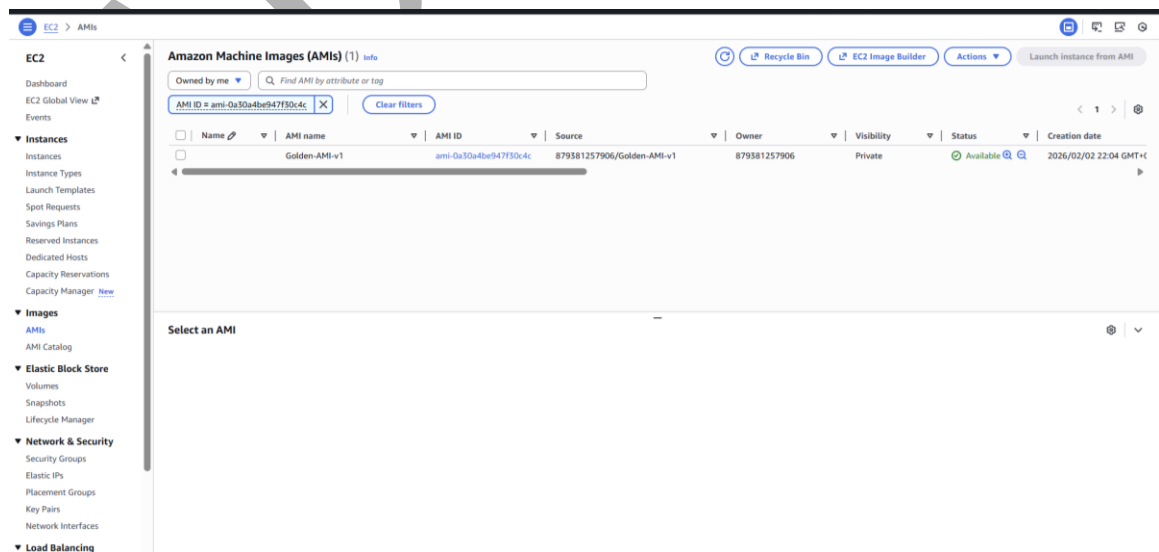 EC2 > AMIs
EC2
Dashboard
EC2 Global View
Events
Instances
Instances
Instance Types
Launch Templates
Spot Requests
Savings Plans
Reserved Instances
Dedicated Hosts
Capacity Reservations
Capacity Manager New
Images
AMIs
AMI Catalog
Elastic Block Store
Volumes
Snapshots
Lifecycle Manager
Network & Security
Security Groups
Elastic IPs
Placement Groups
Key Pairs
Network Interfaces
Load Balancing
Amazon Machine Images (AMIs) (1) Info
Recycle Bin EC2 Image Builder Actions Launch instance from AMI
Owned by me Find AMI by attribute or tag
AMI ID = ami-0a30a4be947f30c4c Clear filters
1
Name AMI name AMI ID Source Owner Visibility Status Creation date
Golden-AMI-v1 ami-0a30a4be947f30c4c 879381257906/Golden-AMI-v1 879381257906 Private Available 2026/02/02 22:04 GMT+
Select an AMI